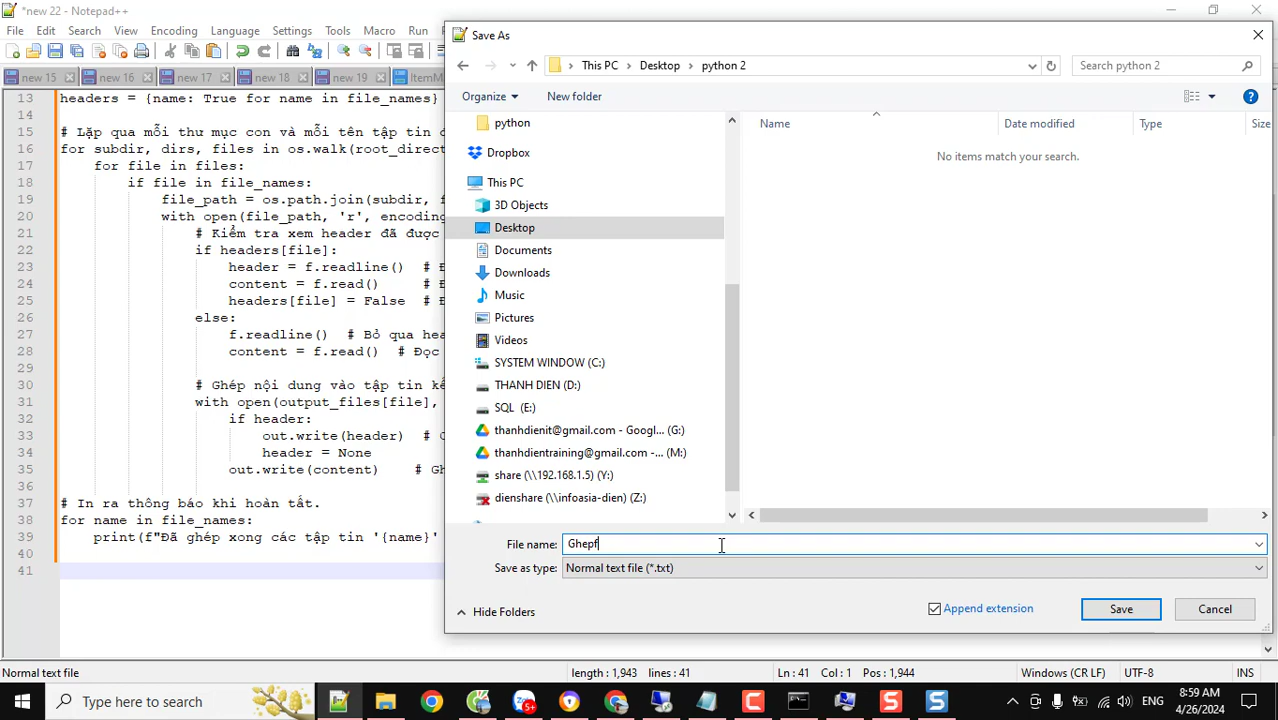 *new 22 - Notepad++
File Edit Search View Encoding Language Settings Tools Macro Run
new 15 new 16 new 17 new 18 new 19 ItemM
13 headers = {name: True for name in file_names}
14
15 # Lặp qua mỗi thư mục con và mỗi tên tập tin
16 for subdir, dirs, files in os.walk(root_direct
17 for file in files:
18 if file in file_names:
19 file_path = os.path.join(subdir,
20 with open(file_path, 'r', encoding
21 # Kiểm tra xem header đã được
22 if headers[file]:
23 header = f.readline() #
24 content = f.read() #
25 headers[file] = False #
26 else:
27 f.readline() # Bỏ qua hea
28 content = f.read() # Đọc
29
30 # Ghép nội dung vào tập tin kế
31 with open(output_files[file],
32 if header:
33 out.write(header) #
34 header = None
35 out.write(content) # Gh
36
37 # In ra thông báo khi hoàn tất.
38 for name in file_names:
39 print(f"Đã ghép xong các tập tin '{name}'
40
41
Save As
This PC Desktop python 2
Search python 2
Organize New folder
Name Date modified Type Size
No items match your search.
python
Dropbox
This PC
3D Objects
Desktop
Documents
Downloads
Music
Pictures
Videos
SYSTEM WINDOW (C:)
THANH DIEN (D:)
SQL (E:)
thanhdienit@gmail.com - Googl... (G:)
thanhdientraining@gmail.com -... (M:)
share (\\192.168.1.5) (Y:)
dienshare (\\infoasia-dien) (Z:)
File name: Ghepf
Save as type: Normal text file (*.txt)
Hide Folders
Append extension
Save Cancel
Normal text file length : 1,943 lines : 41 Ln : 41 Col : 1 Pos : 1,944 Windows (CR LF) UTF-8 INS
Type here to search
5+
ENG
8:59 AM
4/26/2024